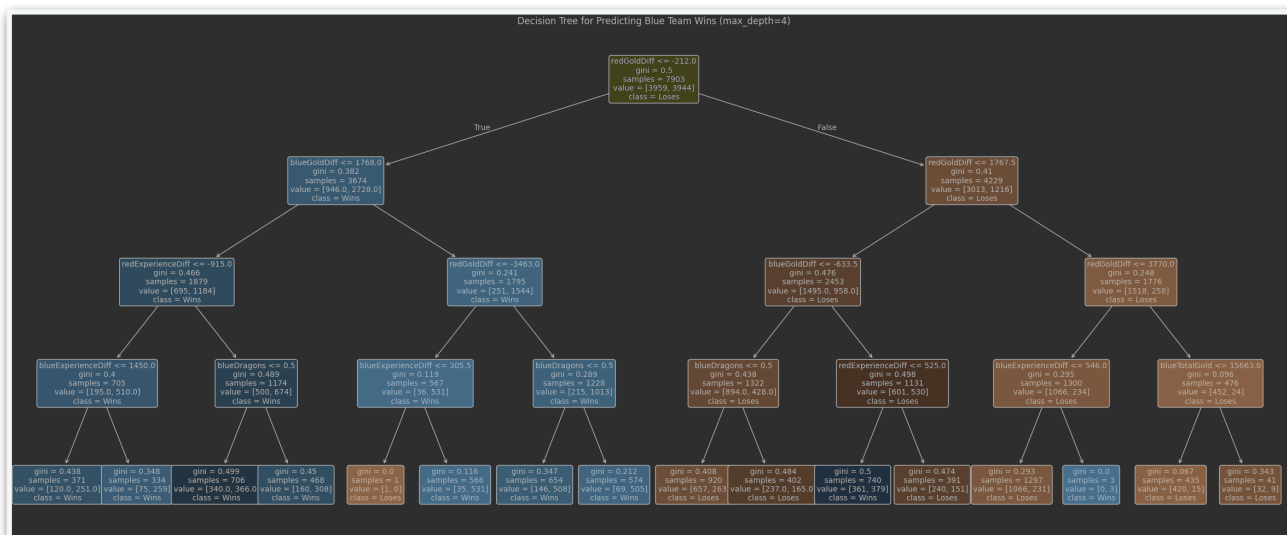 Decision Tree for Predicting Blue Team Wins (max_depth=4)
redGoldDiff <= -212.0
gini = 0.5
samples = 7903
value = [3959, 3944]
class = Loses
True
False
blueGoldDiff <= 1768.0
gini = 0.382
samples = 3674
value = [946.0, 2728.0]
class = Wins
redGoldDiff <= 1767.5
gini = 0.41
samples = 4229
value = [3013, 1216]
class = Loses
redExperienceDiff <= -915.0
gini = 0.466
samples = 1879
value = [695, 1184]
class = Wins
redGoldDiff <= -3463.0
gini = 0.241
samples = 1795
value = [251, 1544]
class = Wins
blueGoldDiff <= -633.5
gini = 0.476
samples = 2453
value = [1495.0, 958.0]
class = Loses
redGoldDiff <= 3770.0
gini = 0.248
samples = 1776
value = [1518, 258]
class = Loses
blueExperienceDiff <= 1450.0
gini = 0.4
samples = 705
value = [195.0, 510.0]
class = Wins
blueDragons <= 0.5
gini = 0.489
samples = 1174
value = [500, 674]
class = Wins
blueExperienceDiff <= 305.5
gini = 0.119
samples = 567
value = [36, 531]
class = Wins
blueDragons <= 0.5
gini = 0.289
samples = 1228
value = [215, 1013]
class = Wins
blueDragons <= 0.5
gini = 0.438
samples = 1322
value = [894.0, 428.0]
class = Loses
redExperienceDiff <= 525.0
gini = 0.498
samples = 1131
value = [601, 530]
class = Loses
blueExperienceDiff <= 546.0
gini = 0.295
samples = 1300
value = [1066, 234]
class = Loses
blueTotalGold <= 15663.0
gini = 0.096
samples = 476
value = [452, 24]
class = Loses
gini = 0.438
samples = 371
value = [120.0, 251.0]
class = Wins
gini = 0.348
samples = 334
value = [75, 259]
class = Wins
gini = 0.499
samples = 706
value = [340.0, 366.0]
class = Wins
gini = 0.45
samples = 468
value = [160, 308]
class = Wins
gini = 0.0
samples = 1
value = [1, 0]
class = Loses
gini = 0.116
samples = 566
value = [35, 531]
class = Wins
gini = 0.347
samples = 654
value = [146, 508]
class = Wins
gini = 0.212
samples = 574
value = [69, 505]
class = Wins
gini = 0.408
samples = 920
value = [657, 263
class = Loses
gini = 0.484
samples = 402
value = [237.0, 165.0]
class = Loses
gini = 0.5
samples = 740
value = [361, 379]
class = Wins
gini = 0.474
samples = 391
value = [240, 151]
class = Loses
gini = 0.293
samples = 1297
value = [1066, 231]
class = Loses
gini = 0.0
samples = 3
value = [0, 3]
class = Wins
gini = 0.067
samples = 435
value = [420, 15]
class = Loses
gini = 0.343
samples = 41
value = [32, 9]
class = Loses